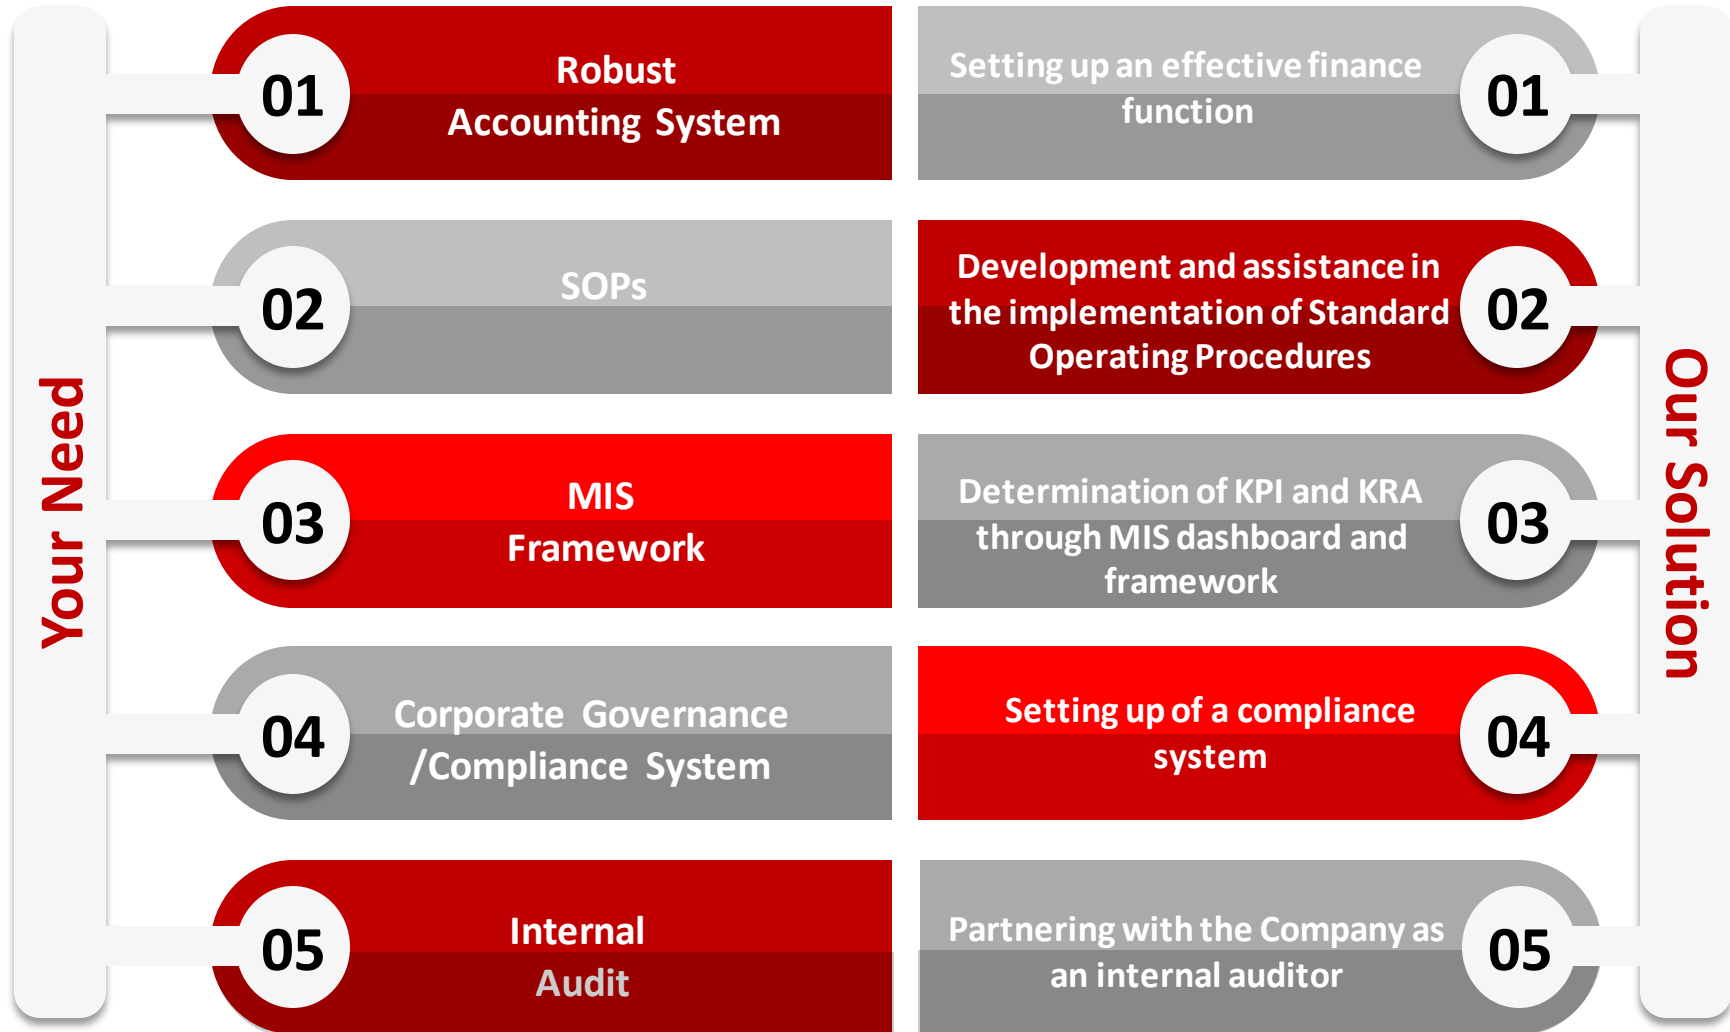 Your Need
01
Robust
Accounting System
Setting up an effective finance
function
01
02
SOPs
Development and assistance in
the implementation of Standard
Operating Procedures
02
03
MIS
Framework
Determination of KPI and KRA
through MIS dashboard and
framework
03
04
Corporate Governance
/Compliance System
Setting up of a compliance
system
04
05
Internal
Audit
Partnering with the Company as
an internal auditor
05
Our Solution